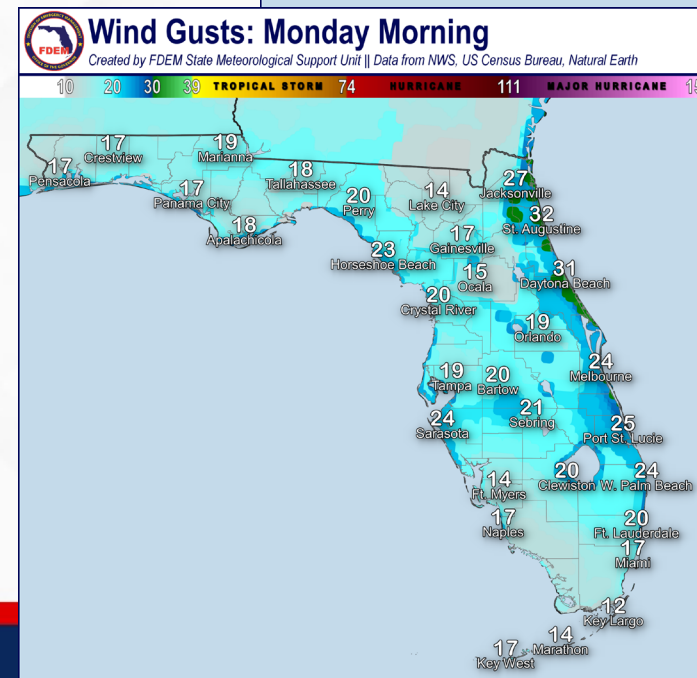 Wind Gusts: Monday Morning
FDEM
Created by FDEM State Meteorological Support Unit || Data from NWS, US Census Bureau, Natural Earth
10 20 30 39 TROPICAL STORM 74 HURRICANE 111 MAJOR HURRICANE
17
Crestview
19
Marianna
17
Pensacola
18
Tallahassee
17
Panama City
20
Perry
14
Lake City
27
Jacksonville
18
Apalachicola
32
St. Augustine
17
Gainesville
23
Horseshoe Beach
15
Ocala
31
Daytona Beach
20
Crystal River
19
Orlando
24
Melbourne
19
Tampa
20
Bartow
21
Sebring
24
Sarasota
25
Port St. Lucie
14
Ft. Myers
20
Clewiston
24
W. Palm Beach
17
Naples
20
Ft. Lauderdale
17
Miami
12
Key Largo
14
Marathon
17
Key West